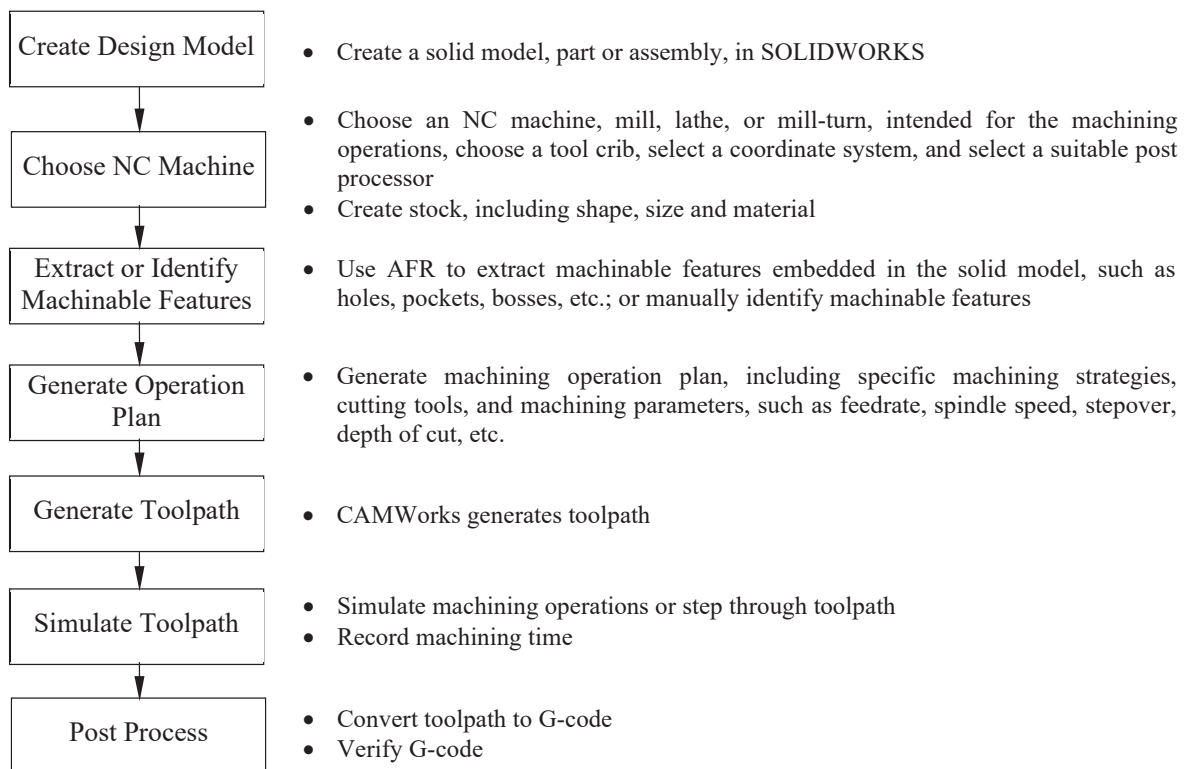 Create Design Model
• Create a solid model, part or assembly, in SOLIDWORKS
Choose NC Machine
• Choose an NC machine, mill, lathe, or mill-turn, intended for the machining
operations, choose a tool crib, select a coordinate system, and select a suitable post
processor
• Create stock, including shape, size and material
Extract or Identify
Machinable Features
• Use AFR to extract machinable features embedded in the solid model, such as
holes, pockets, bosses, etc.; or manually identify machinable features
Generate Operation
Plan
• Generate machining operation plan, including specific machining strategies,
cutting tools, and machining parameters, such as feedrate, spindle speed, stepover,
depth of cut, etc.
Generate Toolpath
• CAMWorks generates toolpath
Simulate Toolpath
• Simulate machining operations or step through toolpath
• Record machining time
Post Process
• Convert toolpath to G-code
• Verify G-code